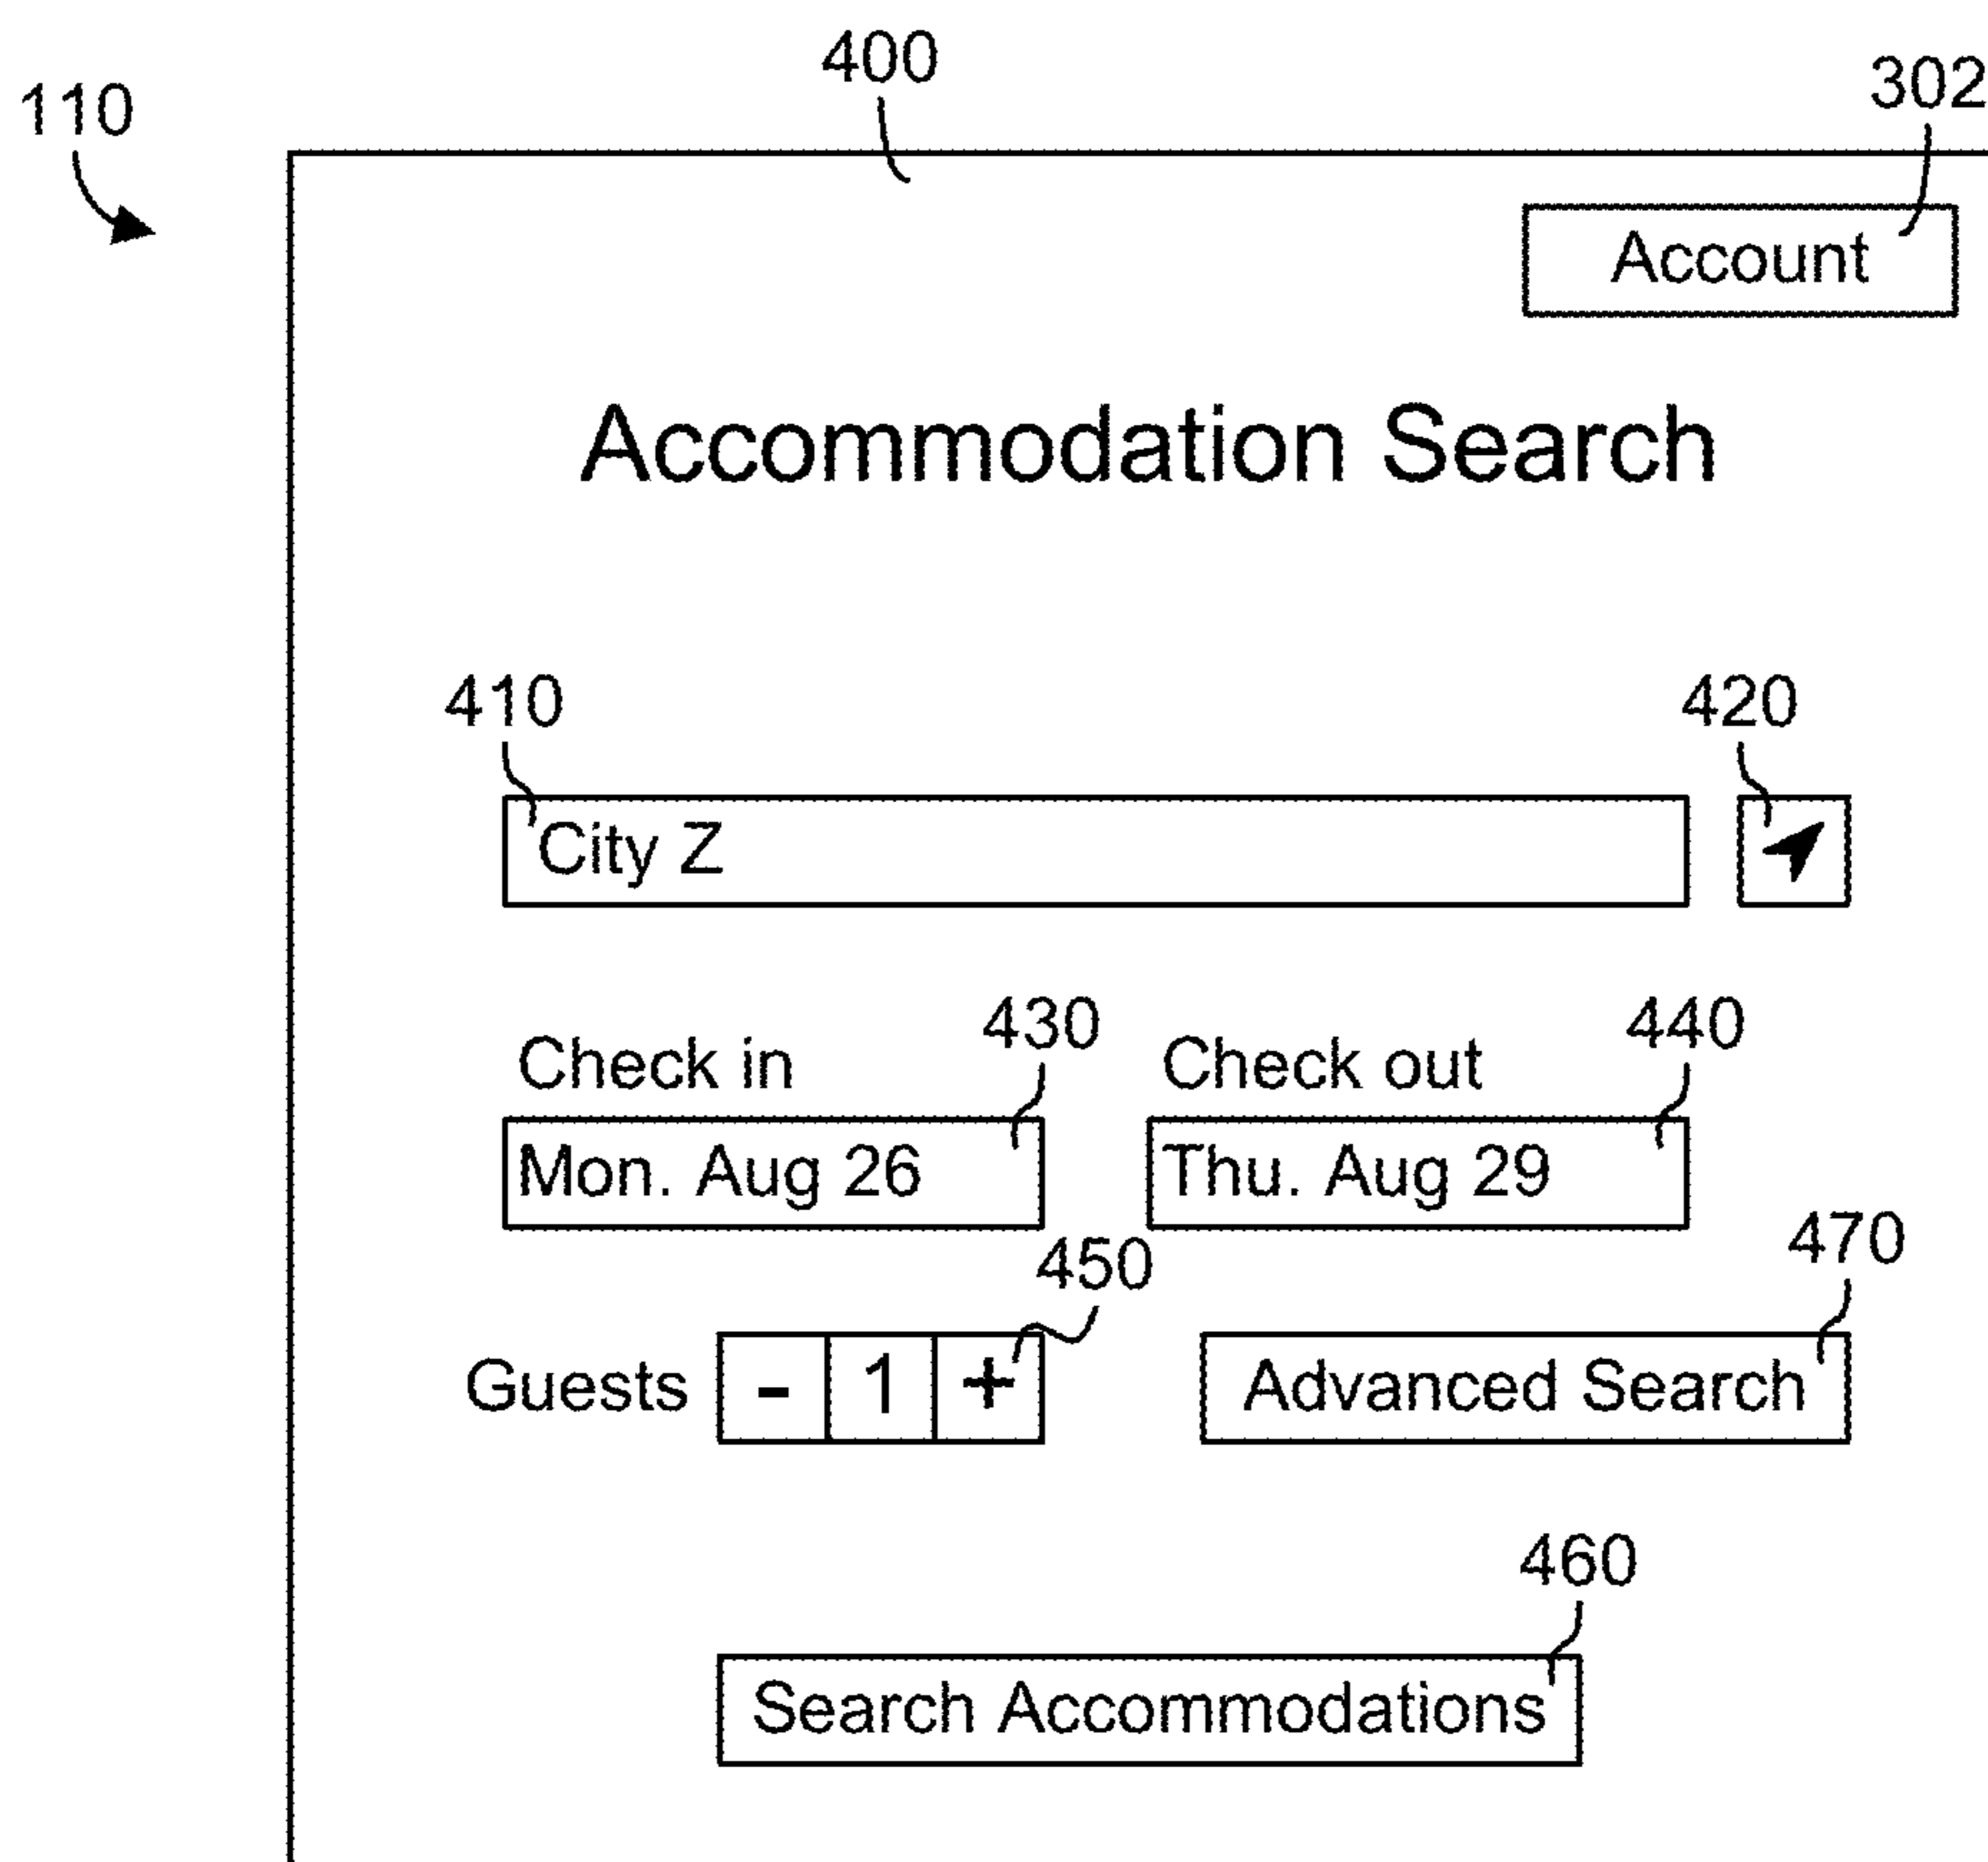 400
302
110
Account
Accommodation Search
410
420
City Z
430
440
Check in
Check out
Mon. Aug 26
Thu. Aug 29
450
470
Guests - 1 +
Advanced Search
460
Search Accommodations